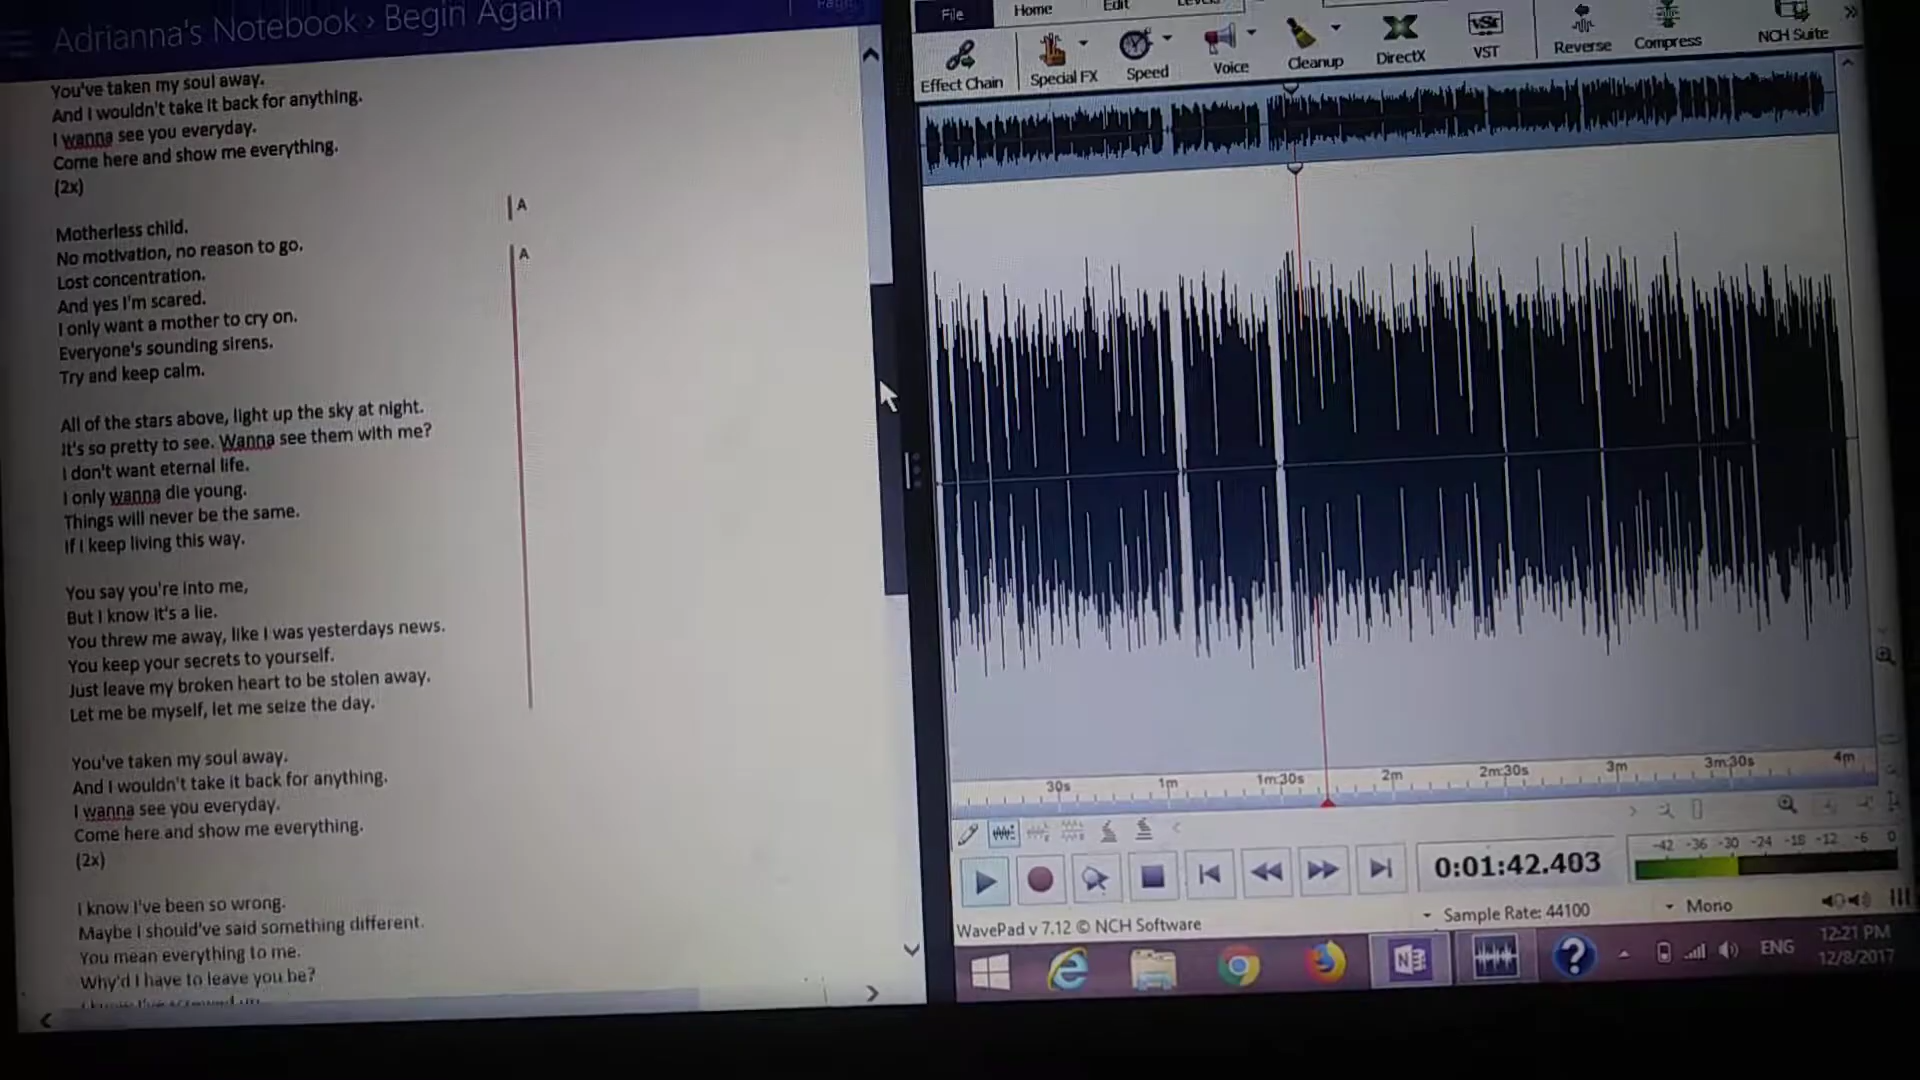 Adrianna's Notebook › Begin Again
You've taken my soul away.
And I wouldn't take it back for anything.
I wanna see you everyday.
Come here and show me everything.
(2x)
Motherless child.
No motivation, no reason to go.
Lost concentration.
And yes I'm scared.
I only want a mother to cry on.
Everyone's sounding sirens.
Try and keep calm.
A
A
All of the stars above, light up the sky at night.
It's so pretty to see. Wanna see them with me?
I don't want eternal life.
I only wanna die young.
Things will never be the same.
If I keep living this way.
You say you're into me,
But I know it's a lie.
You threw me away, like I was yesterdays news.
You keep your secrets to yourself.
Just leave my broken heart to be stolen away.
Let me be myself, let me seize the day.
You've taken my soul away.
And I wouldn't take it back for anything.
I wanna see you everyday.
Come here and show me everything.
(2x)
I know I've been so wrong.
Maybe I should've said something different.
You mean everything to me.
Why'd I have to leave you be?
File Home Edit Levels
Effect Chain Special FX Speed Voice Cleanup DirectX VST Reverse Compress NCH Suite
30s 1m 1m:30s 2m 2m:30s 3m 3m:30s 4m
0:01:42.403
-42 -36 -30 -24 -18 -12 -6 0
WavePad v 7.12 © NCH Software
Sample Rate: 44100
Mono
ENG
12:21 PM
12/8/2017